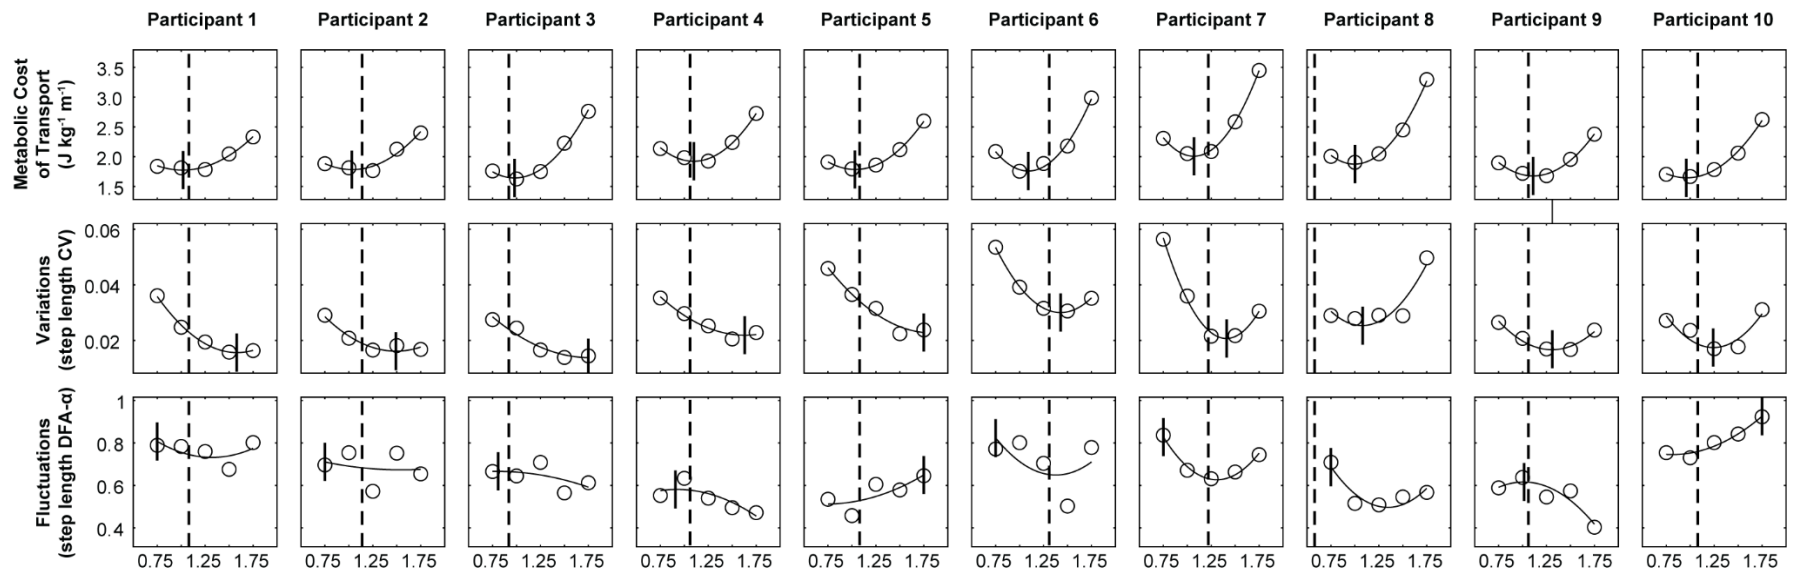 Participant 1
Participant 2
Participant 3
Participant 4
Participant 5
Participant 6
Participant 7
Participant 8
Participant 9
Participant 10
Metabolic Cost
of Transport
(J kg⁻¹ m⁻¹)
3.5
3.0
2.5
2.0
1.5
Variations
(step length CV)
0.06
0.04
0.02
Fluctuations
(step length DFA-α)
1
0.8
0.6
0.4
0.75 1.25 1.75
0.75 1.25 1.75
0.75 1.25 1.75
0.75 1.25 1.75
0.75 1.25 1.75
0.75 1.25 1.75
0.75 1.25 1.75
0.75 1.25 1.75
0.75 1.25 1.75
0.75 1.25 1.75